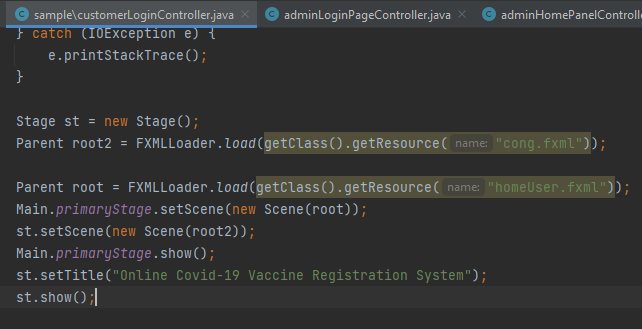 sample\customerLoginController.java adminLoginPageController.java adminHomePanelControll
} catch (IOException e) {
e.printStackTrace();
}
Stage st = new Stage();
Parent root2 = FXMLLoader.load(getClass().getResource( name: "cong.fxml"));
Parent root = FXMLLoader.load(getClass().getResource( name: "homeUser.fxml"));
Main.primaryStage.setScene(new Scene(root));
st.setScene(new Scene(root2));
Main.primaryStage.show();
st.setTitle("Online Covid-19 Vaccine Registration System");
st.show();